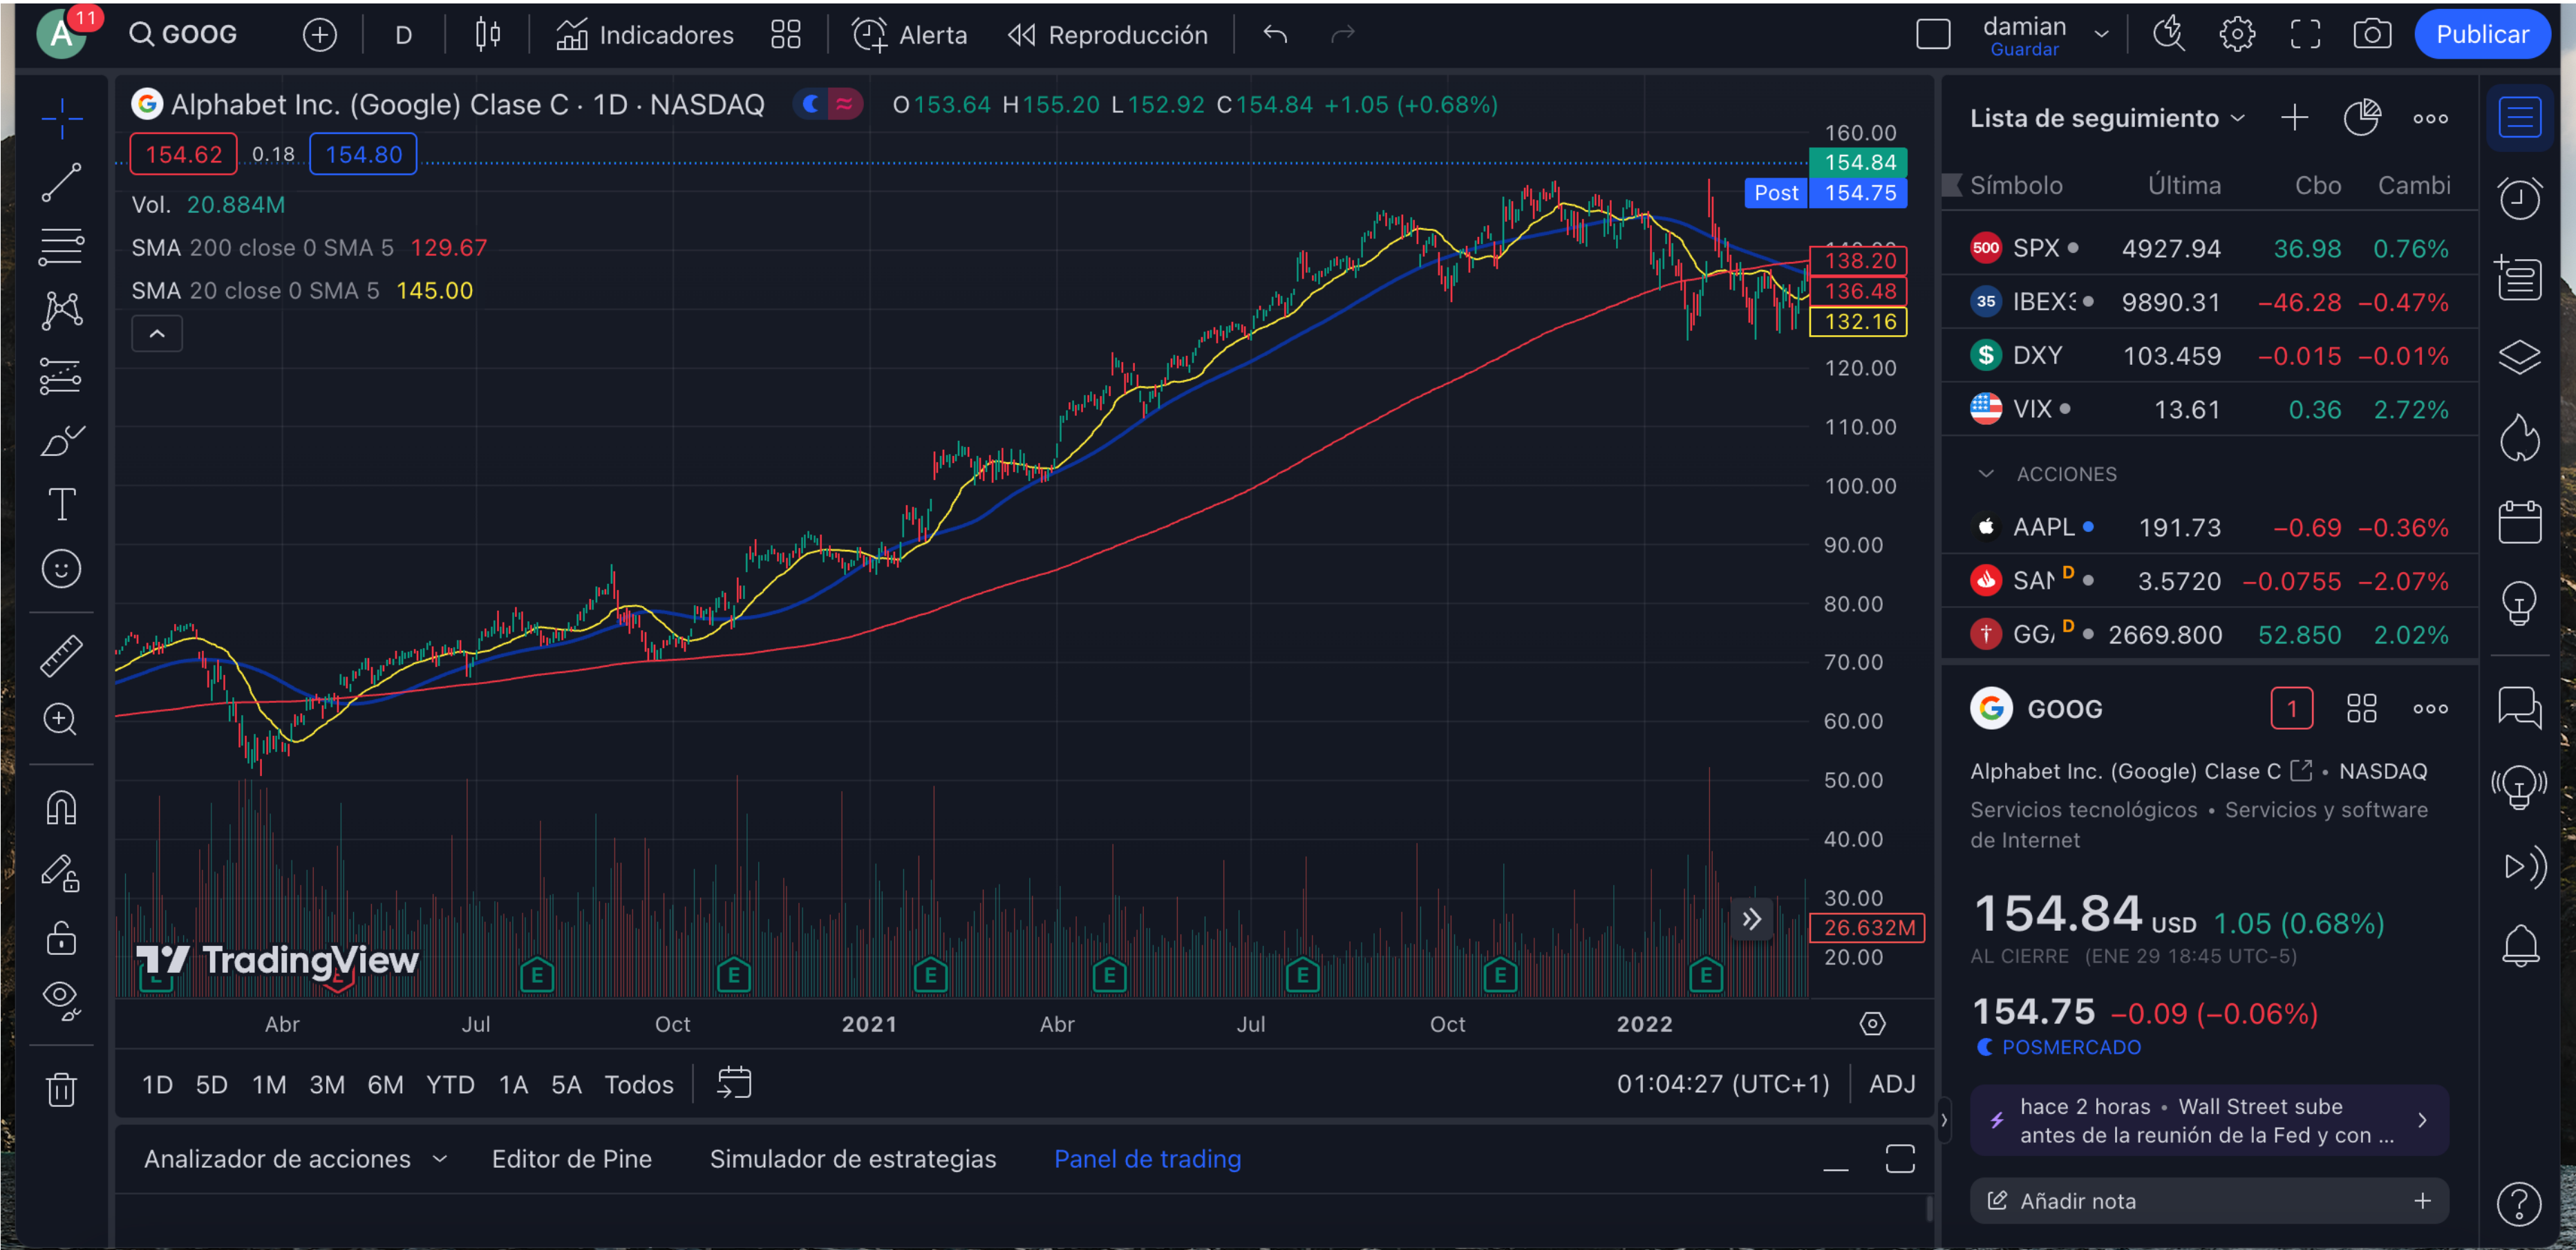 A 11 GOOG D Indicadores Alerta Reproducción damian Publicar
Guardar
Alphabet Inc. (Google) Clase C · 1D · NASDAQ O153.64 H155.20 L152.92 C154.84 +1.05 (+0.68%)
154.62 0.18 154.80
Vol. 20.884M
SMA 200 close 0 SMA 5 129.67
SMA 20 close 0 SMA 5 145.00
160.00
154.84
Post 154.75
138.20
136.48
132.16
120.00
110.00
100.00
90.00
80.00
70.00
60.00
50.00
40.00
30.00
26.632M
20.00
TradingView
E E E E E E E E E
Abr Jul Oct 2021 Abr Jul Oct 2022
1D 5D 1M 3M 6M YTD 1A 5A Todos 01:04:27 (UTC+1) ADJ
Analizador de acciones Editor de Pine Simulador de estrategias Panel de trading
Lista de seguimiento
Símbolo Última Cbo Cambi
500 SPX 4927.94 36.98 0.76%
35 IBEX 9890.31 −46.28 −0.47%
$ DXY 103.459 −0.015 −0.01%
VIX 13.61 0.36 2.72%
ACCIONES
AAPL 191.73 −0.69 −0.36%
SAN D 3.5720 −0.0755 −2.07%
GG D 2669.800 52.850 2.02%
GOOG 1
Alphabet Inc. (Google) Clase C • NASDAQ
Servicios tecnológicos • Servicios y software
de Internet
154.84 USD 1.05 (0.68%)
AL CIERRE (ENE 29 18:45 UTC-5)
154.75 −0.09 (−0.06%)
POSMERCADO
hace 2 horas • Wall Street sube
antes de la reunión de la Fed y con ...
Añadir nota